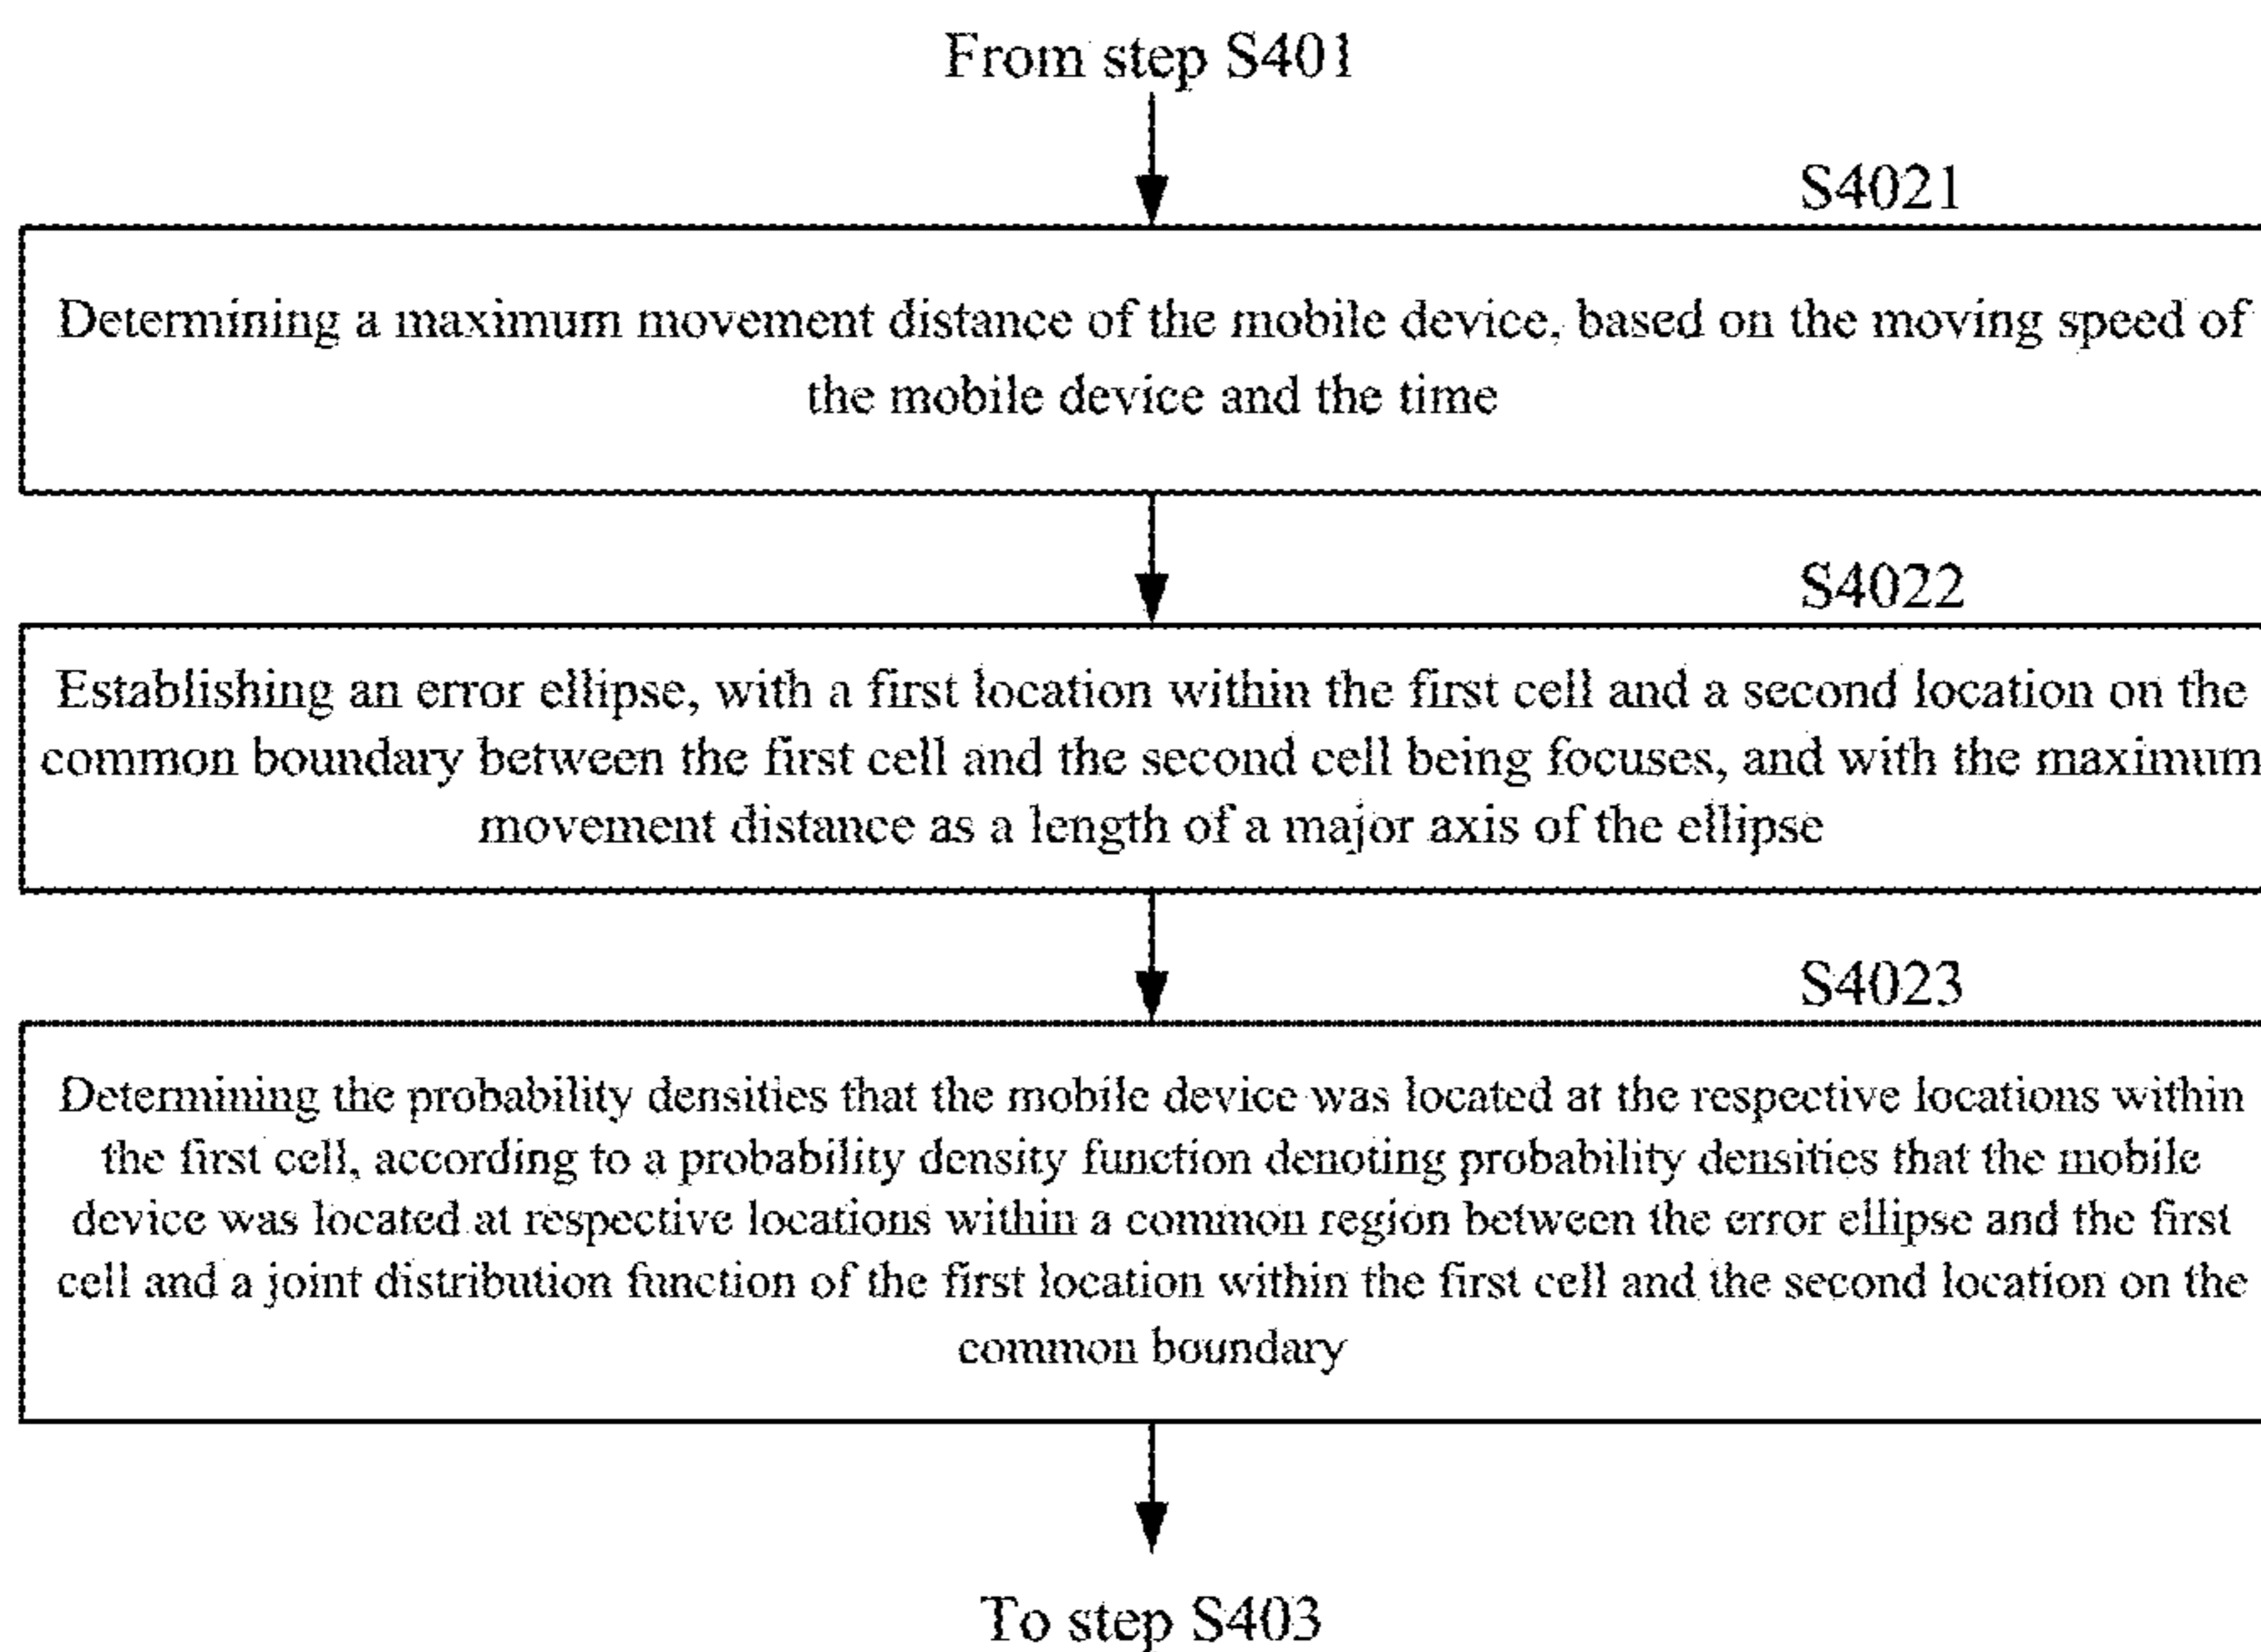 From step S401
S4021
Determining a maximum movement distance of the mobile device, based on the moving speed of
the mobile device and the time
S4022
Establishing an error ellipse, with a first location within the first cell and a second location on the
common boundary between the first cell and the second cell being focuses, and with the maximum
movement distance as a length of a major axis of the ellipse
S4023
Determining the probability densities that the mobile device was located at the respective locations within
the first cell, according to a probability density function denoting probability densities that the mobile
device was located at respective locations within a common region between the error ellipse and the first
cell and a joint distribution function of the first location within the first cell and the second location on the
common boundary
To step S403